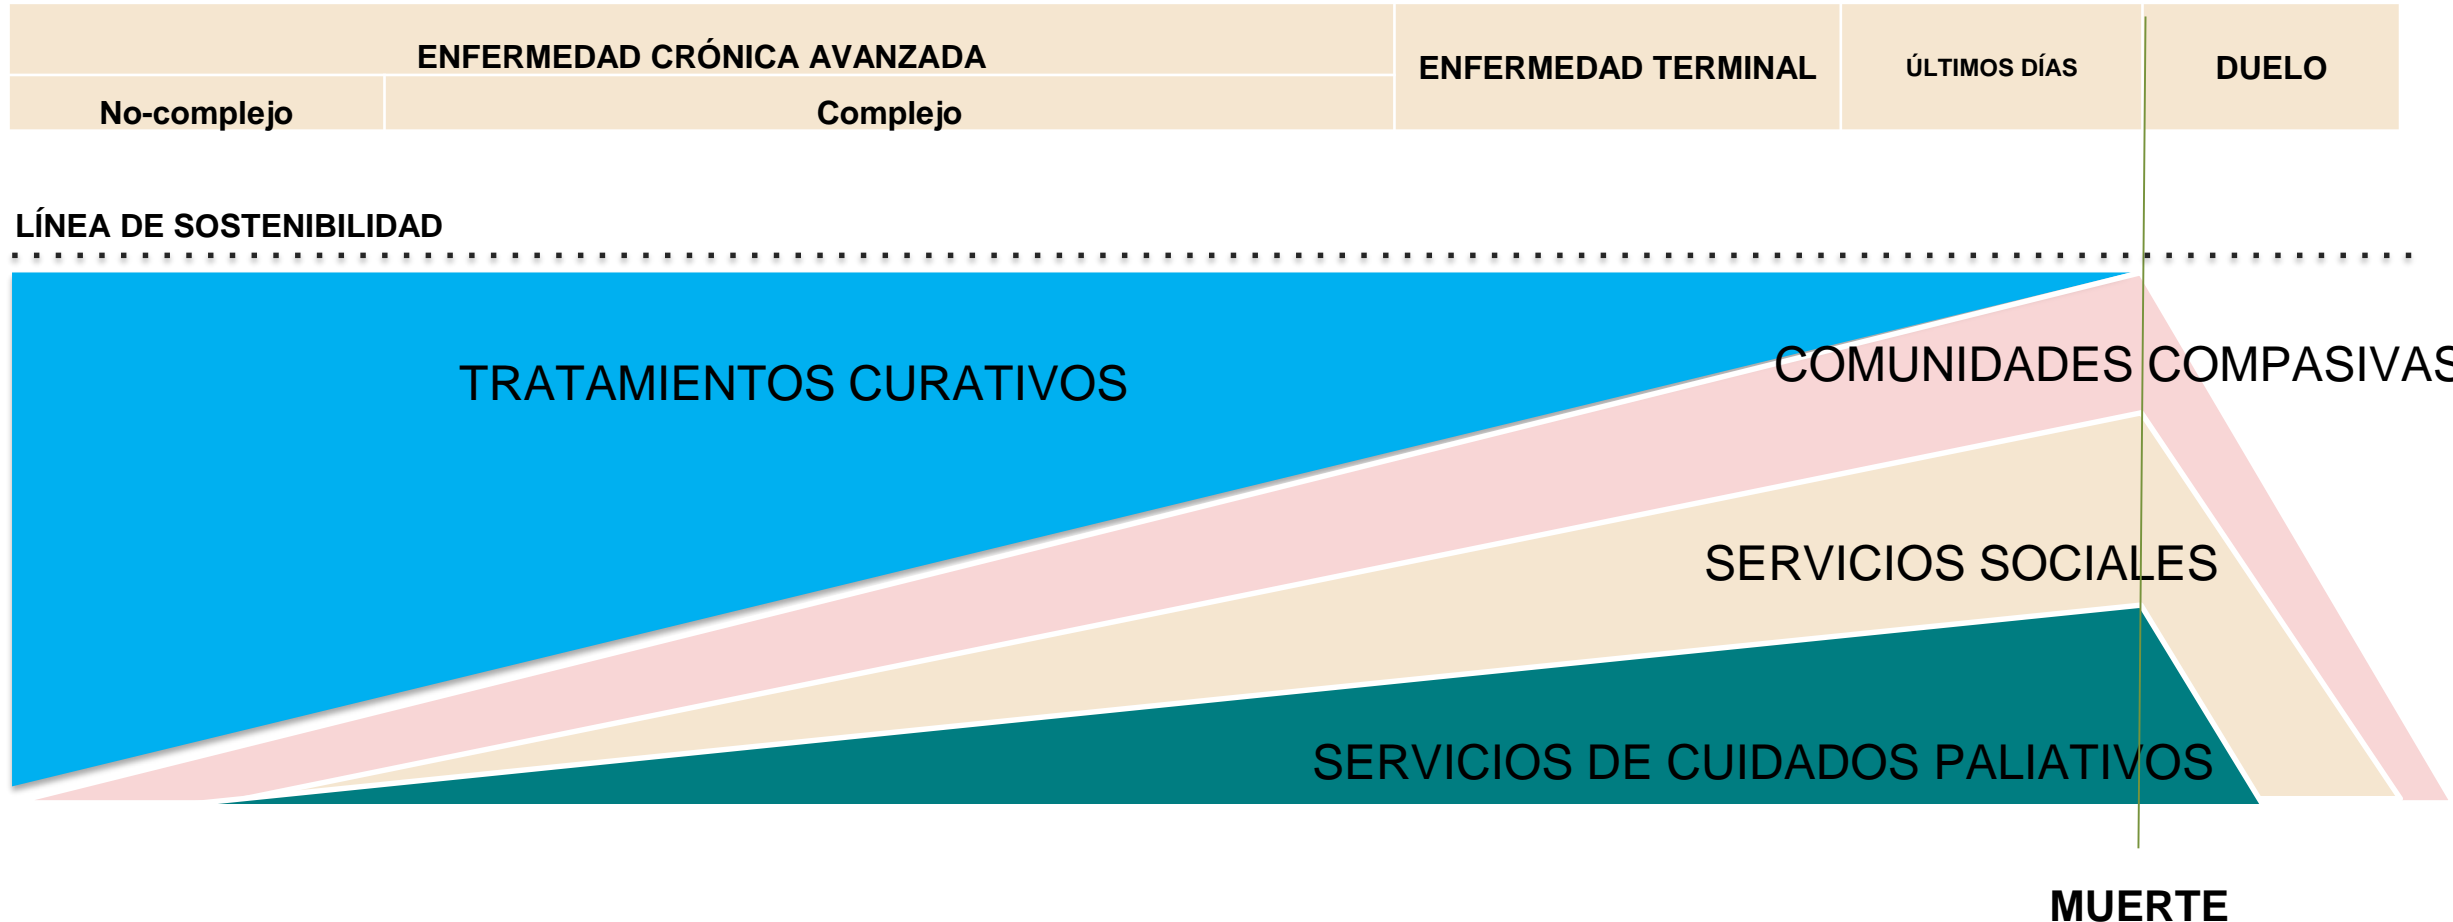 ENFERMEDAD CRÓNICA AVANZADA
ENFERMEDAD TERMINAL
ÚLTIMOS DÍAS
DUELO
No-complejo
Complejo
LÍNEA DE SOSTENIBILIDAD
TRATAMIENTOS CURATIVOS
COMUNIDADES COMPASIVAS
SERVICIOS SOCIALES
SERVICIOS DE CUIDADOS PALIATIVOS
MUERTE